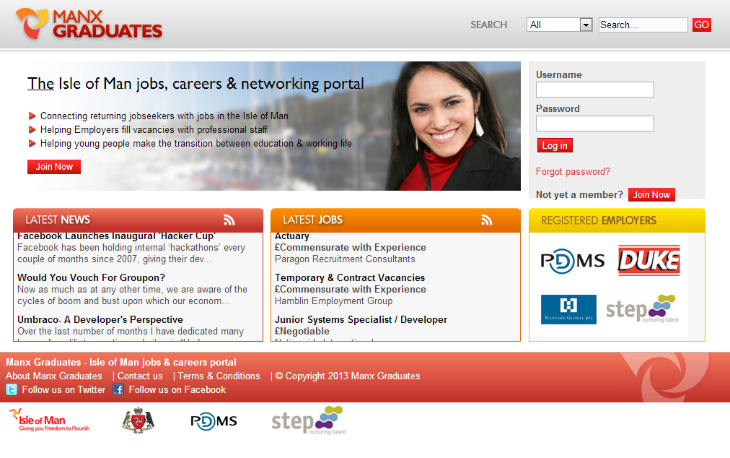 MANX
GRADUATES
SEARCH
All
Search...
GO
The Isle of Man jobs, careers & networking portal
Connecting returning jobseekers with jobs in the Isle of Man
Helping Employers fill vacancies with professional staff
Helping young people make the transition between education & working life
Join Now
Username
Password
Log in
Forgot password?
Not yet a member? Join Now
LATEST NEWS
Facebook Launches Inaugural 'Hacker Cup'
Facebook has been holding internal 'hackathons' every
couple of months since 2007, giving their dev...
Would You Vouch For Groupon?
Now as much as at any other time, we are aware of the
cycles of boom and bust upon which our econom...
Umbraco- A Developer's Perspective
Over the last number of months I have dedicated many
LATEST JOBS
Actuary
£Commensurate with Experience
Paragon Recruitment Consultants
Temporary & Contract Vacancies
£Commensurate with Experience
Hamblin Employment Group
Junior Systems Specialist / Developer
£Negotiable
REGISTERED EMPLOYERS
PDMS
DUKE
HANSARD GLOBAL plc
step
nurturing talent
Manx Graduates - Isle of Man jobs & careers portal
About Manx Graduates | Contact us | Terms & Conditions | © Copyright 2013 Manx Graduates
Follow us on Twitter Follow us on Facebook
Isle of Man
Giving you Freedom to Flourish
PDMS
step
nurturing talent